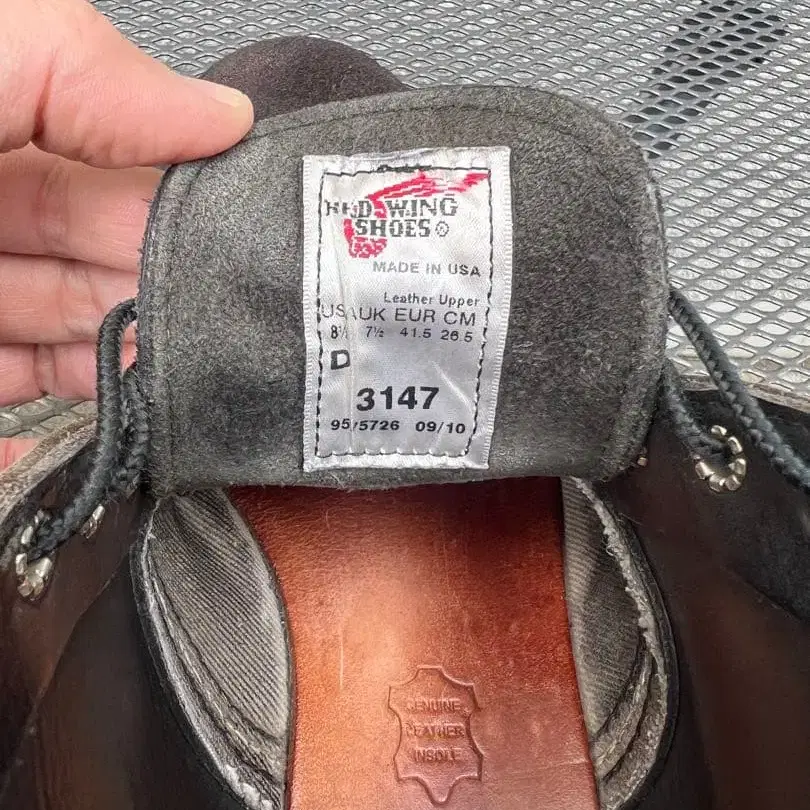 RED WING
SHOES®
MADE IN USA
Leather Upper
US UK EUR CM
8½ 7½ 41.5 26.5
D
3147
95/5726 09/10
GENUINE
LEATHER
INSOLE